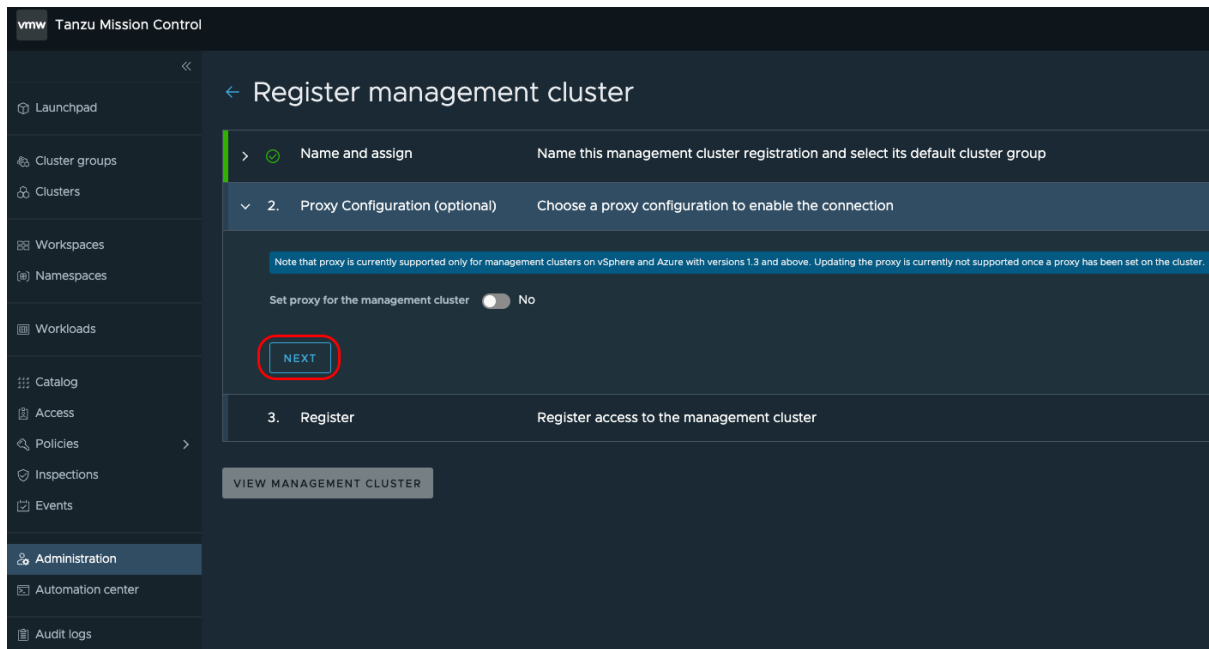 vmw Tanzu Mission Control
Launchpad
Cluster groups
Clusters
Workspaces
Namespaces
Workloads
Catalog
Access
Policies
Inspections
Events
Administration
Automation center
Audit logs
Register management cluster
Name and assign Name this management cluster registration and select its default cluster group
2. Proxy Configuration (optional) Choose a proxy configuration to enable the connection
Note that proxy is currently supported only for management clusters on vSphere and Azure with versions 1.3 and above. Updating the proxy is currently not supported once a proxy has been set on the cluster.
Set proxy for the management cluster No
NEXT
3. Register Register access to the management cluster
VIEW MANAGEMENT CLUSTER